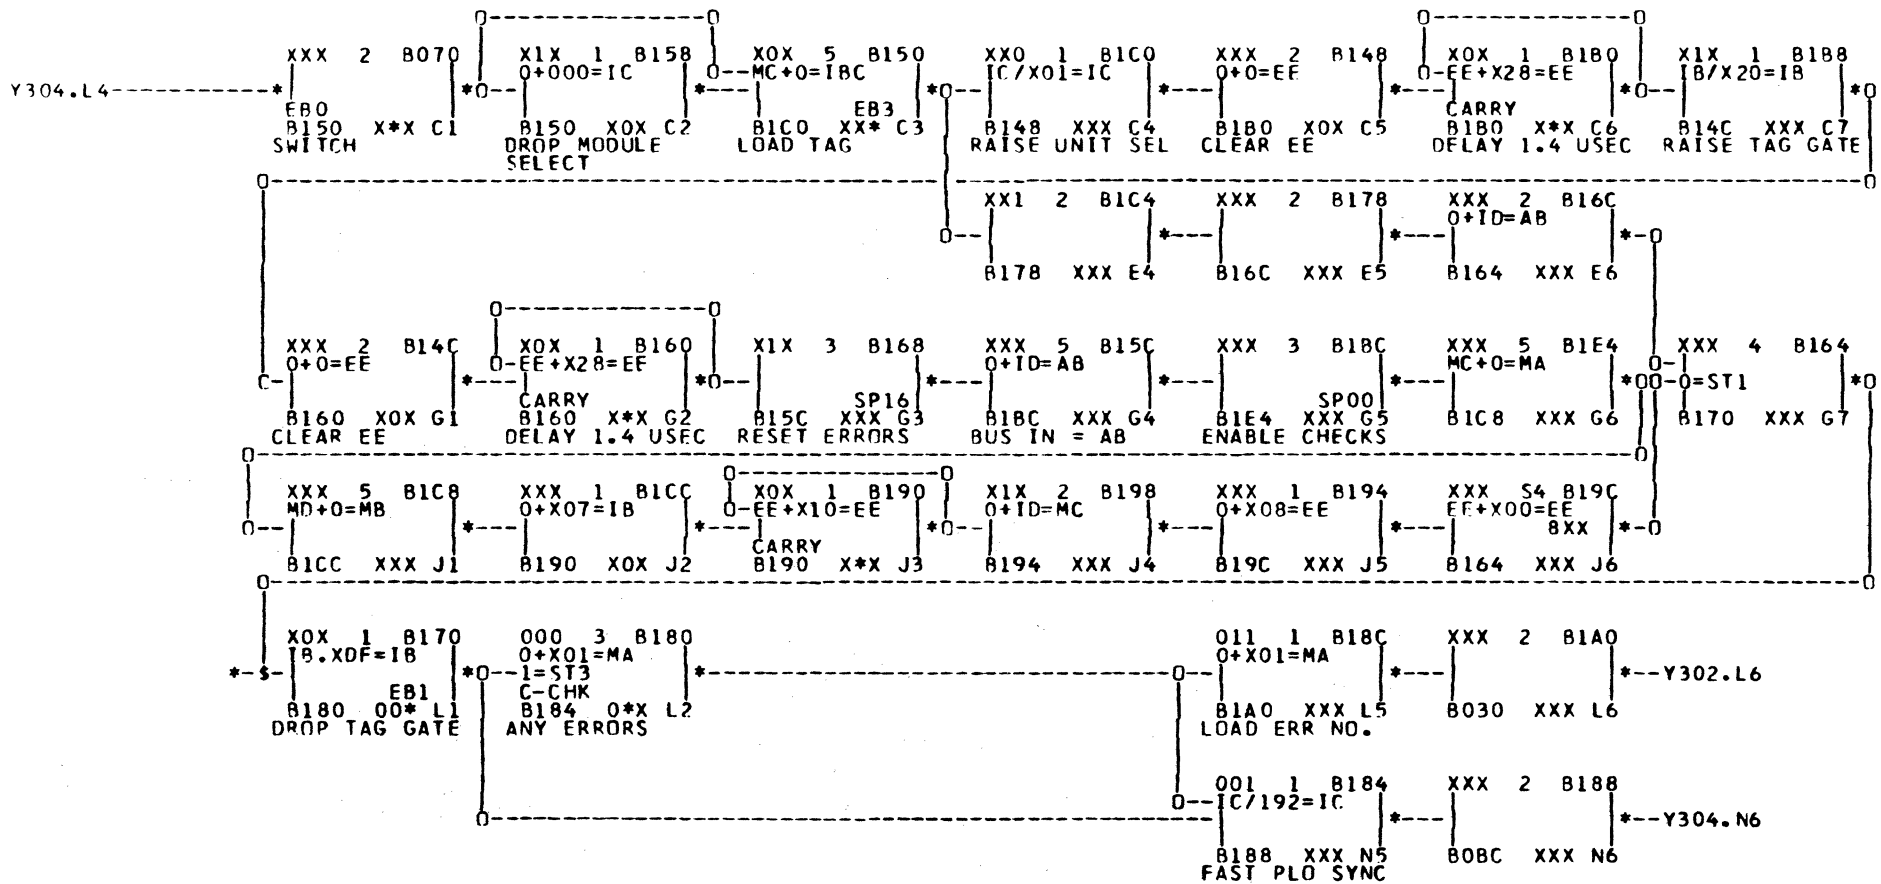 XXX 2 B070 X1X 1 B158 X0X 5 B150 XX0 1 B1C0 XXX 2 B148 X0X 1 B1B0 X1X 1 B1B8
0+000=IC 0--MC+0=IBC IC/X01=IC 0+0=EE 0-EE+X28=EE IB/X20=IB
Y304.L4
EB0 EB3 CARRY
B150 X*X C1 B150 X0X C2 B1C0 XX* C3 B148 XXX C4 B1B0 X0X C5 B1B0 X*X C6 B14C XXX C7
SWITCH DROP MODULE LOAD TAG RAISE UNIT SEL CLEAR EE DELAY 1.4 USEC RAISE TAG GATE
SELECT
XX1 2 B1C4 XXX 2 B178 XXX 2 B16C
0+ID=AB
B178 XXX E4 B16C XXX E5 B164 XXX E6
XXX 2 B14C X0X 1 B160 X1X 3 B168 XXX 5 B15C XXX 3 B1BC XXX 5 B1E4 XXX 4 B164
0+0=EE 0-EE+X28=EE 0+ID=AB MC+0=MA
0=ST1
CARRY SP16 SP00
B160 X0X G1 B160 X*X G2 B15C XXX G3 B1BC XXX G4 B1E4 XXX G5 B1C8 XXX G6 B170 XXX G7
CLEAR EE DELAY 1.4 USEC RESET ERRORS BUS IN = AB ENABLE CHECKS
XXX 5 B1C8 XXX 1 B1CC X0X 1 B190 X1X 2 B198 XXX 1 B194 XXX S4 B19C
MD+0=MB 0+X07=IB 0-EE+X10=EE 0+ID=MC 0+X08=EE EE+X00=EE
8XX
CARRY
B1CC XXX J1 B190 X0X J2 B190 X*X J3 B194 XXX J4 B19C XXX J5 B164 XXX J6
X0X 1 B170 000 3 B180 011 1 B18C XXX 2 B1A0
IB.XDF=IB 0+X01=MA 0+X01=MA
1=ST3 Y302.L6
EB1 C-CHK
B180 00* L1 B184 0*X L2 B1A0 XXX L5 B030 XXX L6
DROP TAG GATE ANY ERRORS LOAD ERR NO.
001 1 B184 XXX 2 B188
0--IC/192=IC
Y304.N6
B188 XXX N5 B0BC XXX N6
FAST PLO SYNC